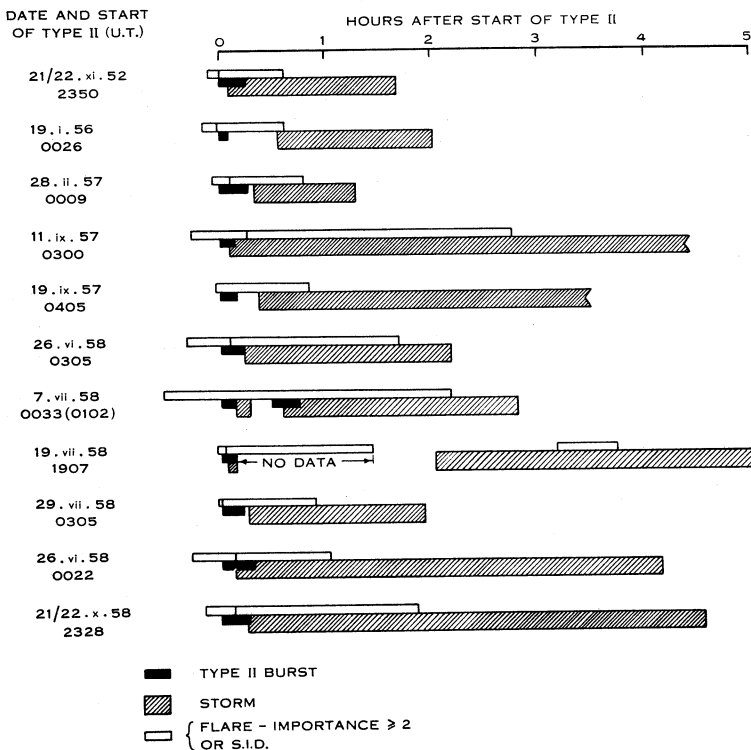 DATE AND START
OF TYPE II (U.T.)
HOURS AFTER START OF TYPE II
0 1 2 3 4 5
21/22.xi.52
2350
19.i.56
0026
28.ii.57
0009
11.ix.57
0300
19.ix.57
0405
26.vi.58
0305
7.vii.58
0033(0102)
19.vii.58
1907
NO DATA
29.vii.58
0305
26.vi.58
0022
21/22.x.58
2328
TYPE II BURST
STORM
FLARE - IMPORTANCE ⩾ 2
OR S.I.D.